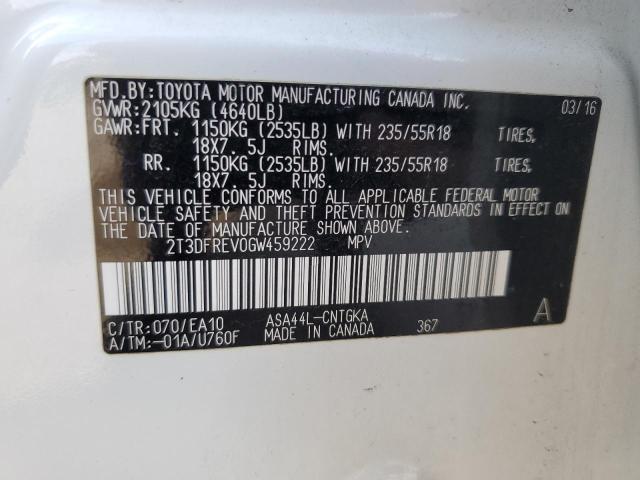 MFD.BY:TOYOTA MOTOR MANUFACTURING CANADA INC. 03/16
GVWR:2105KG (4640LB)
GAWR:FRT. 1150KG (2535LB) WITH 235/55R18 TIRES,
18X7. 5J RIMS.
RR. 1150KG (2535LB) WITH 235/55R18 TIRES,
18X7. 5J RIMS.
THIS VEHICLE CONFORMS TO ALL APPLICABLE FEDERAL MOTOR
VEHICLE SAFETY AND THEFT PREVENTION STANDARDS IN EFFECT ON
THE DATE OF MANUFACTURE SHOWN ABOVE.
2T3DFREV0GW459222 MPV
C/TR:070/EA10 ASA44L-CNTGKA 367 A
A/TM:-01A/U760F MADE IN CANADA